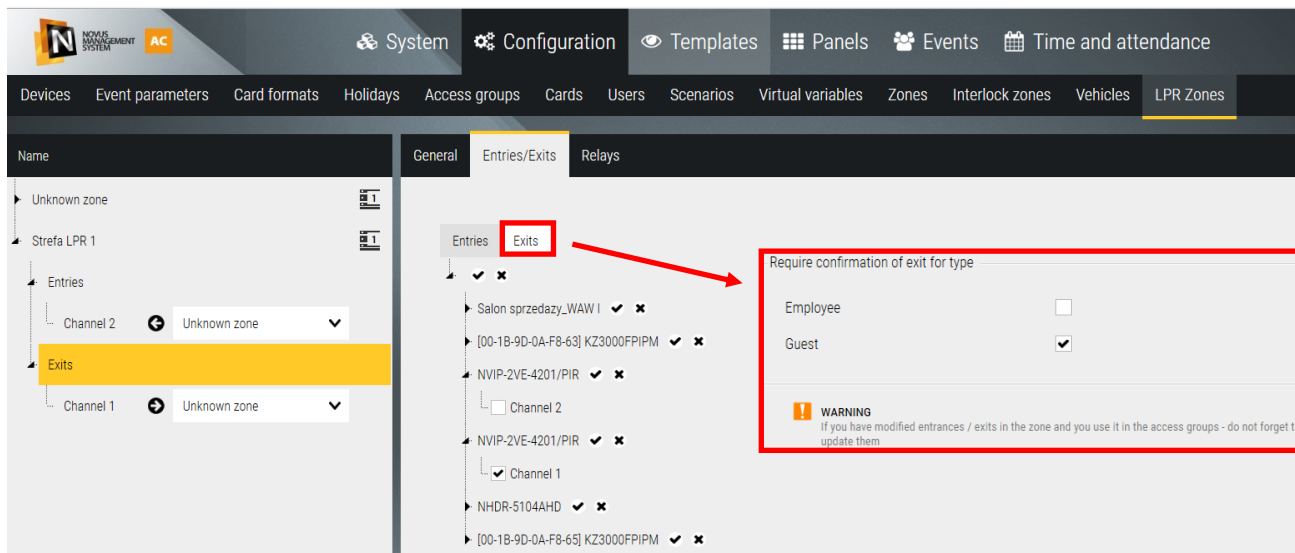 NOVUS
MANAGEMENT
SYSTEM
AC
System Configuration Templates Panels Events Time and attendance
Devices Event parameters Card formats Holidays Access groups Cards Users Scenarios Virtual variables Zones Interlock zones Vehicles LPR Zones
Name
General Entries/Exits Relays
Unknown zone 1
Strefa LPR 1 1
Entries
Channel 2 Unknown zone
Exits
Channel 1 Unknown zone
Entries Exits
Salon sprzedazy_WAW I
[00-1B-9D-0A-F8-63] KZ3000FPIPM
NVIP-2VE-4201/PIR
Channel 2
NVIP-2VE-4201/PIR
Channel 1
NHDR-5104AHD
[00-1B-9D-0A-F8-65] KZ3000FPIPM
Require confirmation of exit for type
Employee
Guest
WARNING
If you have modified entrances / exits in the zone and you use it in the access groups - do not forget t
update them